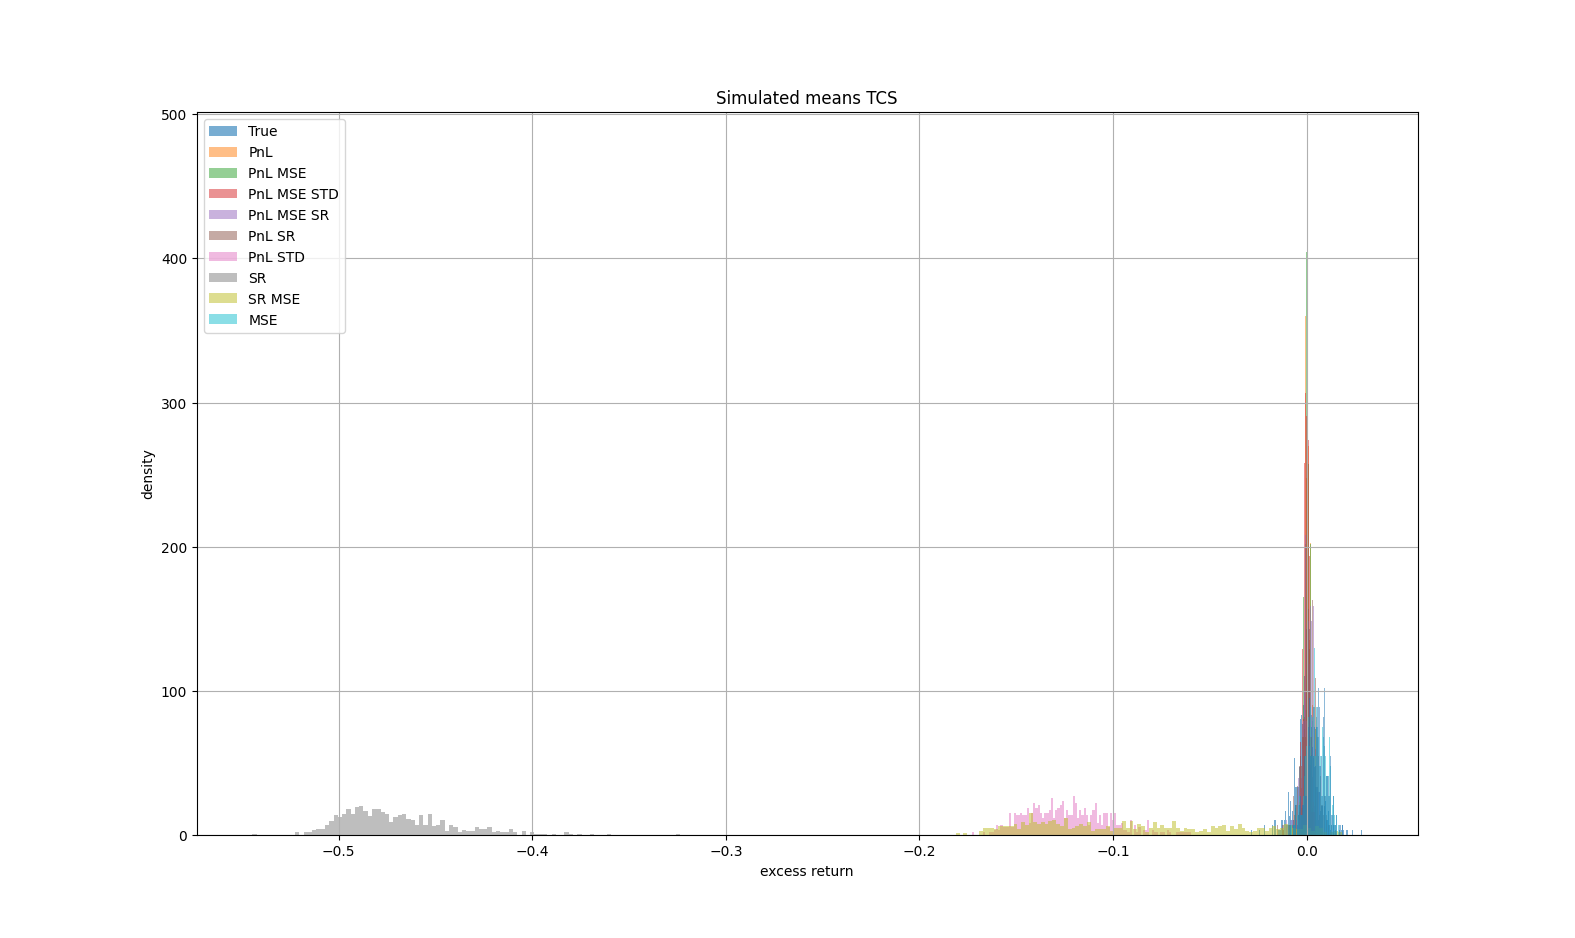 Simulated means TCS
500
400
300
200
100
0
density
True
PnL
PnL MSE
PnL MSE STD
PnL MSE SR
PnL SR
PnL STD
SR
SR MSE
MSE
−0.5 −0.4 −0.3 −0.2 −0.1 0.0
excess return